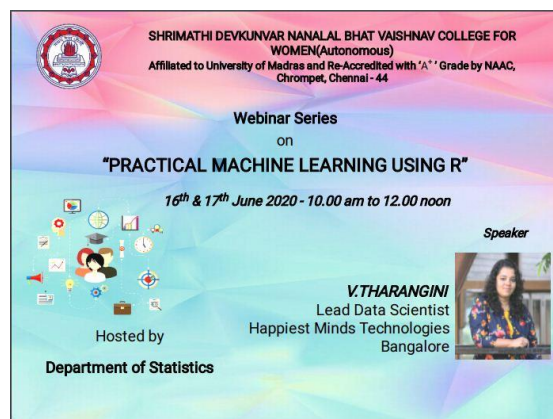 SHRIMATHI DEVKUNVAR NANALAL BHAT VAISHNAV COLLEGE FOR
WOMEN(Autonomous)
Affiliated to University of Madras and Re-Accredited with 'A+ ' Grade by NAAC,
Chrompet, Chennai - 44
Webinar Series
on
“PRACTICAL MACHINE LEARNING USING R”
16th & 17th June 2020 - 10.00 am to 12.00 noon
Speaker
V.THARANGINI
Lead Data Scientist
Happiest Minds Technologies
Bangalore
Hosted by
Department of Statistics